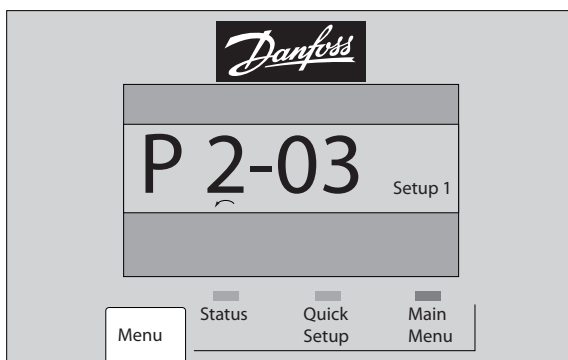 Danfoss
P 2-03
Setup 1
Status
Quick
Setup
Main
Menu
Menu